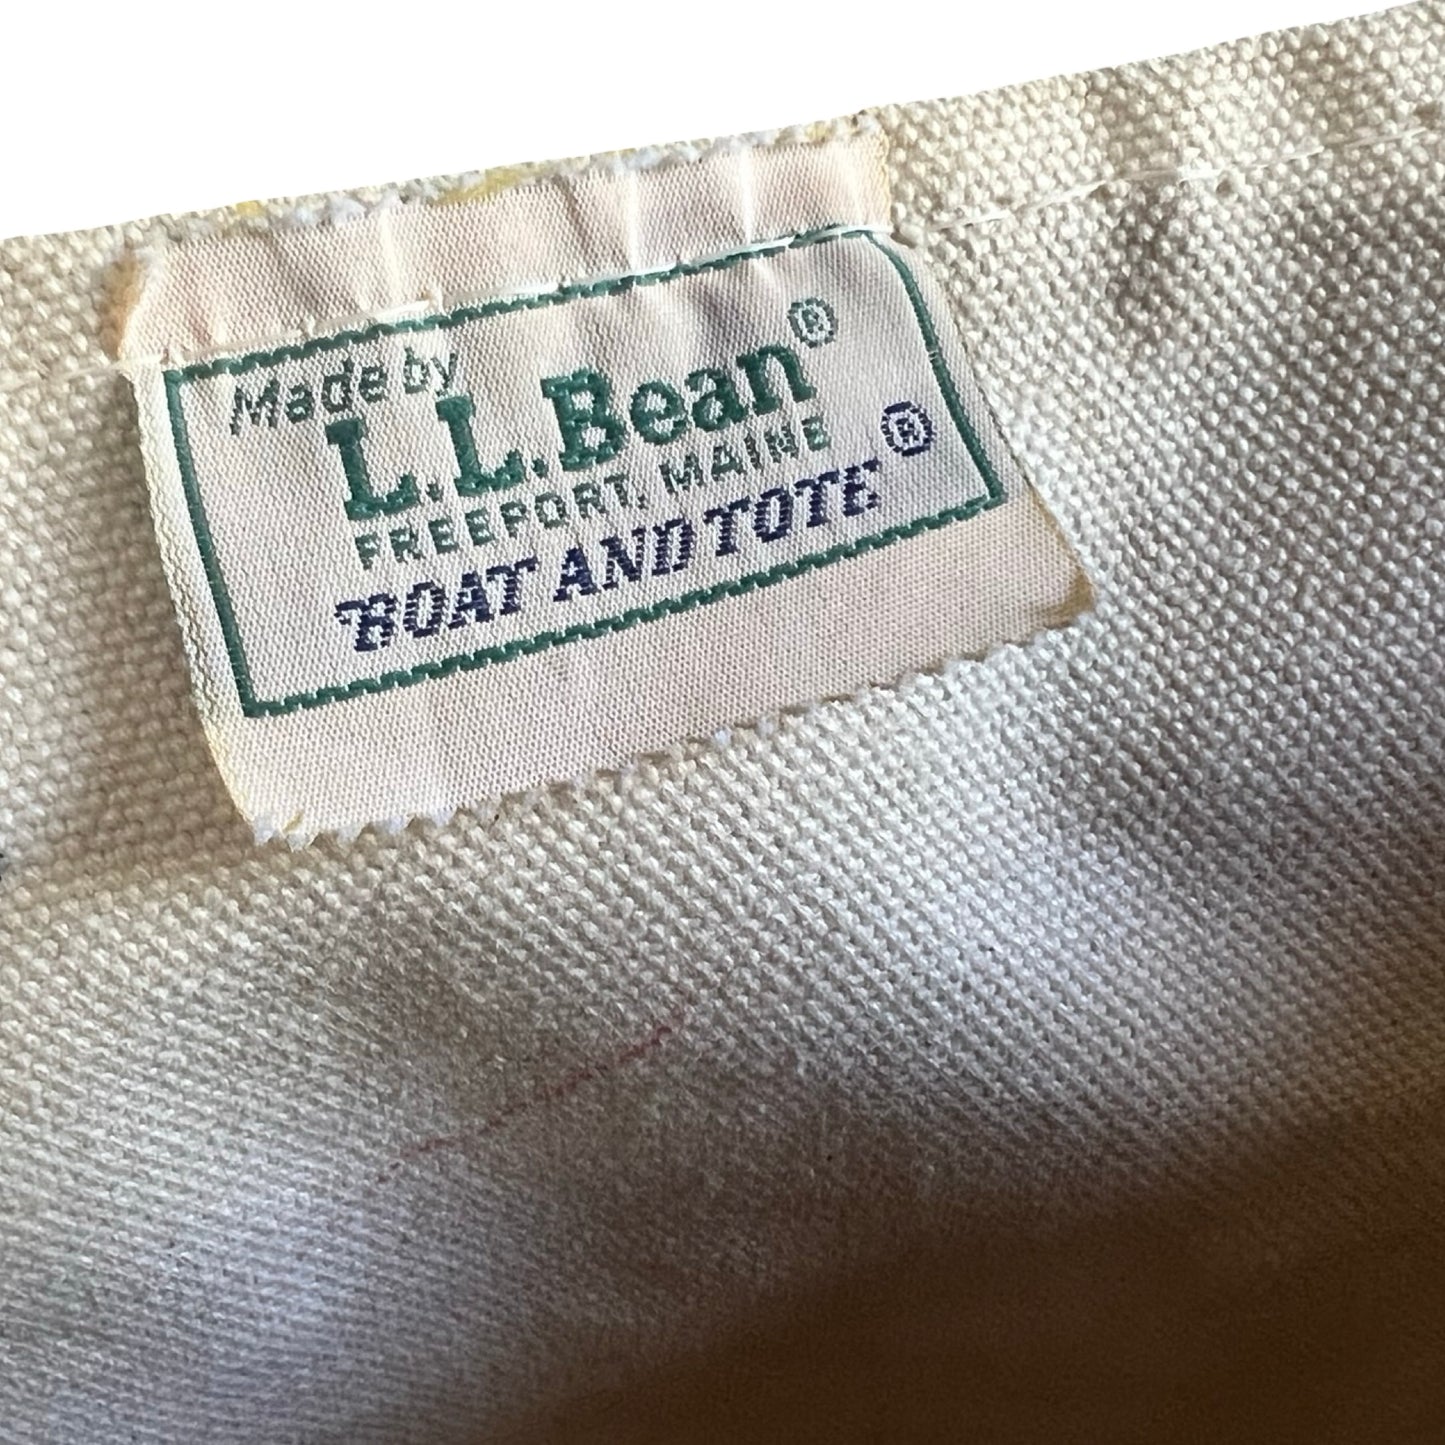 Made by
L.L.Bean®
FREEPORT, MAINE
BOAT AND TOTE®